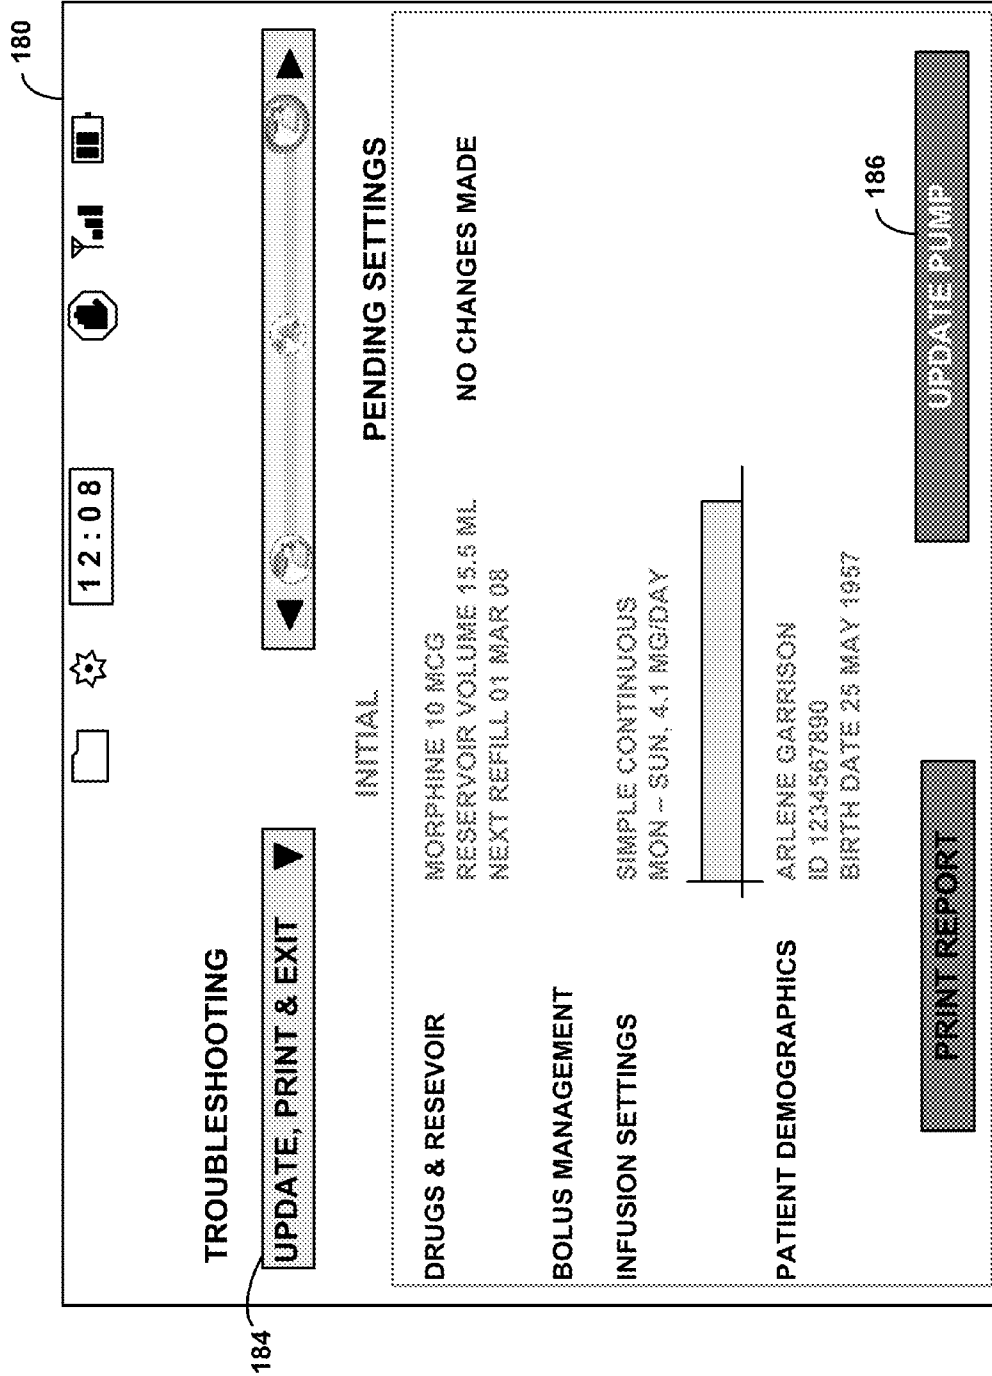 180
12:08
TROUBLESHOOTING
184
UPDATE, PRINT & EXIT
INITIAL
PENDING SETTINGS
DRUGS & RESEVOIR
MORPHINE 10 MCG
RESERVOIR VOLUME 15.5 ML
NEXT REFILL 01 MAR 08
NO CHANGES MADE
BOLUS MANAGEMENT
INFUSION SETTINGS
SIMPLE CONTINUOUS
MON – SUN, 4.1 MG/DAY
PATIENT DEMOGRAPHICS
ARLENE GARRISON
ID 1234567890
BIRTH DATE 25 MAY 1957
186
PRINT REPORT
UPDATE PUMP